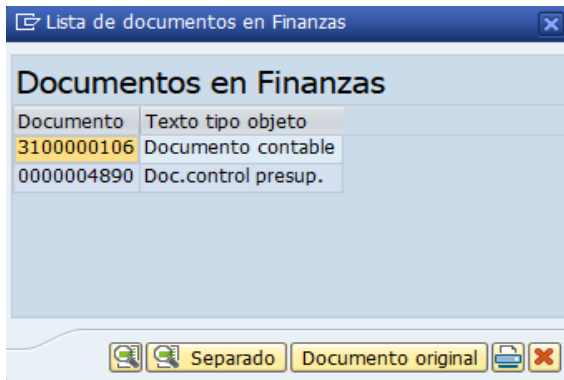 Lista de documentos en Finanzas
Documentos en Finanzas
Documento Texto tipo objeto
3100000106 Documento contable
0000004890 Doc.control presup.
Separado Documento original